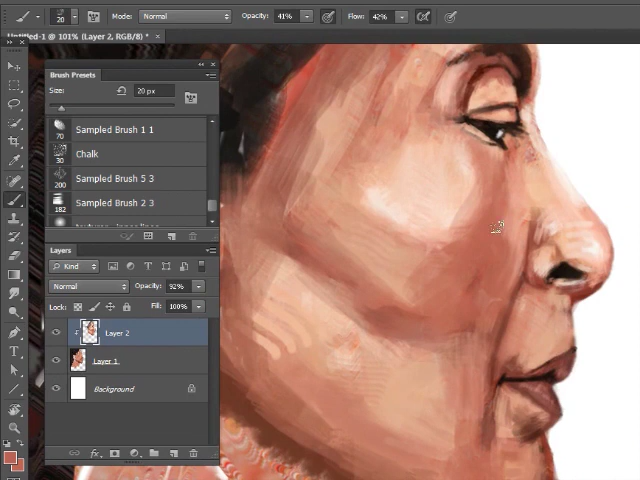 20
Mode: Normal
Opacity: 41%
Flow: 42%
Untitled-1 @ 101% (Layer 2, RGB/8) * ×
Brush Presets
Size: 20 px
70 Sampled Brush 1 1
30 Chalk
200 Sampled Brush 5 3
182 Sampled Brush 2 3
Layers
Kind
Normal
Opacity: 92%
Lock:
Fill: 100%
Layer 2
Layer 1
Background
fx
T